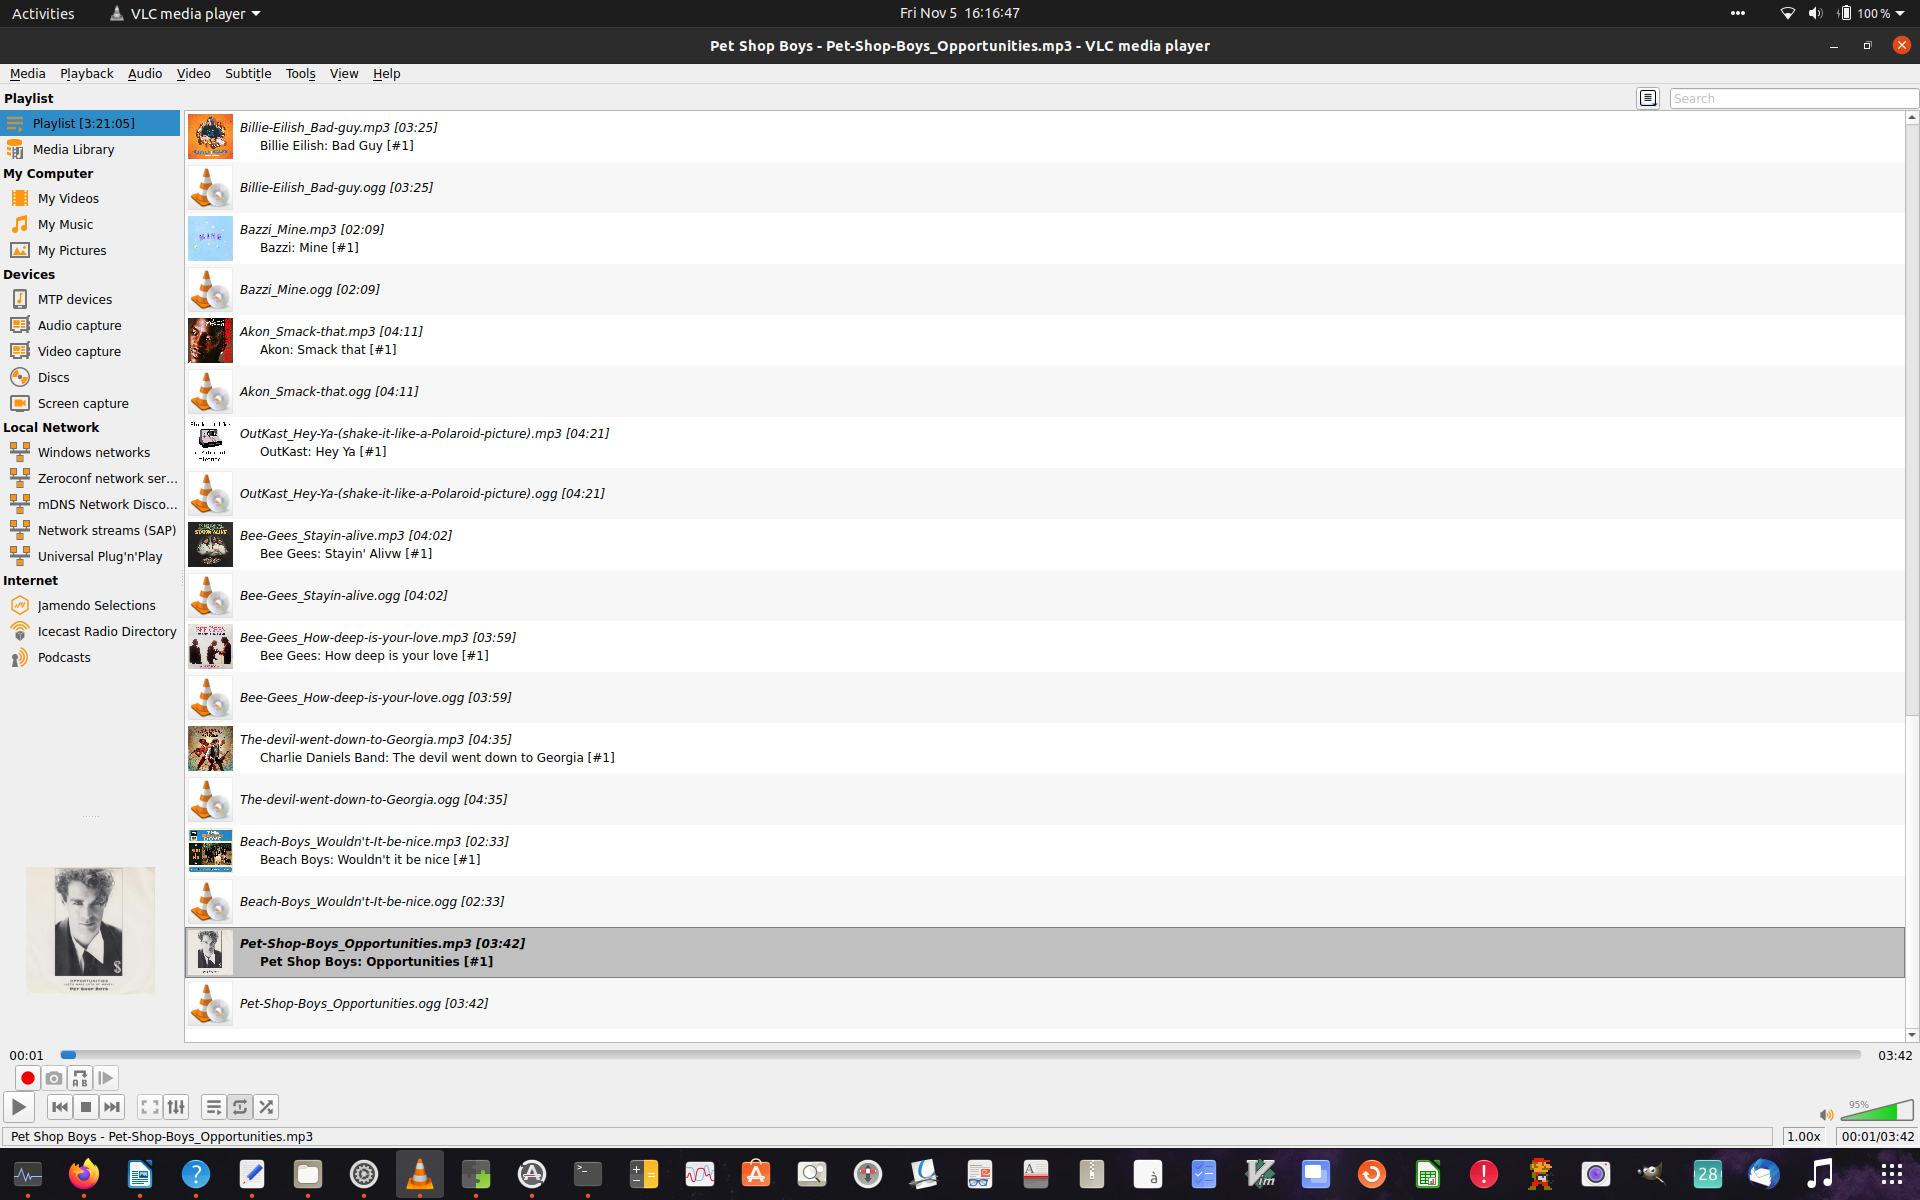 Activities VLC media player Fri Nov 5 16:16:47 100 %
Pet Shop Boys - Pet-Shop-Boys_Opportunities.mp3 - VLC media player
Media Playback Audio Video Subtitle Tools View Help
Playlist Search
Playlist [3:21:05]
Media Library
My Computer
My Videos
My Music
My Pictures
Devices
MTP devices
Audio capture
Video capture
Discs
Screen capture
Local Network
Windows networks
Zeroconf network ser...
mDNS Network Disco...
Network streams (SAP)
Universal Plug'n'Play
Internet
Jamendo Selections
Icecast Radio Directory
Podcasts
Billie-Eilish_Bad-guy.mp3 [03:25]
Billie Eilish: Bad Guy [#1]
Billie-Eilish_Bad-guy.ogg [03:25]
Bazzi_Mine.mp3 [02:09]
Bazzi: Mine [#1]
Bazzi_Mine.ogg [02:09]
Akon_Smack-that.mp3 [04:11]
Akon: Smack that [#1]
Akon_Smack-that.ogg [04:11]
OutKast_Hey-Ya-(shake-it-like-a-Polaroid-picture).mp3 [04:21]
OutKast: Hey Ya [#1]
OutKast_Hey-Ya-(shake-it-like-a-Polaroid-picture).ogg [04:21]
Bee-Gees_Stayin-alive.mp3 [04:02]
Bee Gees: Stayin' Alivw [#1]
Bee-Gees_Stayin-alive.ogg [04:02]
Bee-Gees_How-deep-is-your-love.mp3 [03:59]
Bee Gees: How deep is your love [#1]
Bee-Gees_How-deep-is-your-love.ogg [03:59]
The-devil-went-down-to-Georgia.mp3 [04:35]
Charlie Daniels Band: The devil went down to Georgia [#1]
The-devil-went-down-to-Georgia.ogg [04:35]
Beach-Boys_Wouldn't-It-be-nice.mp3 [02:33]
Beach Boys: Wouldn't it be nice [#1]
Beach-Boys_Wouldn't-It-be-nice.ogg [02:33]
Pet-Shop-Boys_Opportunities.mp3 [03:42]
Pet Shop Boys: Opportunities [#1]
Pet-Shop-Boys_Opportunities.ogg [03:42]
$
OPPORTUNITIES
PET SHOP BOYS
00:01 03:42
A B
95%
Pet Shop Boys - Pet-Shop-Boys_Opportunities.mp3 1.00x 00:01/03:42
28